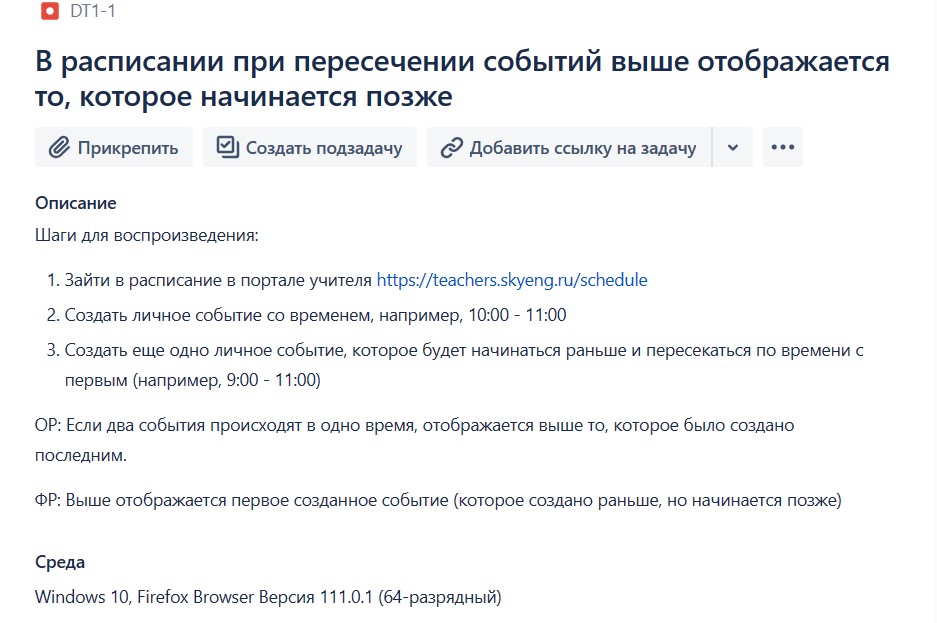 DT1-1
В расписании при пересечении событий выше отображается
то, которое начинается позже
Прикрепить
Создать подзадачу
Добавить ссылку на задачу
Описание
Шаги для воспроизведения:
1. Зайти в расписание в портале учителя https://teachers.skyeng.ru/schedule
2. Создать личное событие со временем, например, 10:00 - 11:00
3. Создать еще одно личное событие, которое будет начинаться раньше и пересекаться по времени с
первым (например, 9:00 - 11:00)
ОР: Если два события происходят в одно время, отображается выше то, которое было создано
последним.
ФР: Выше отображается первое созданное событие (которое создано раньше, но начинается позже)
Среда
Windows 10, Firefox Browser Версия 111.0.1 (64-разрядный)